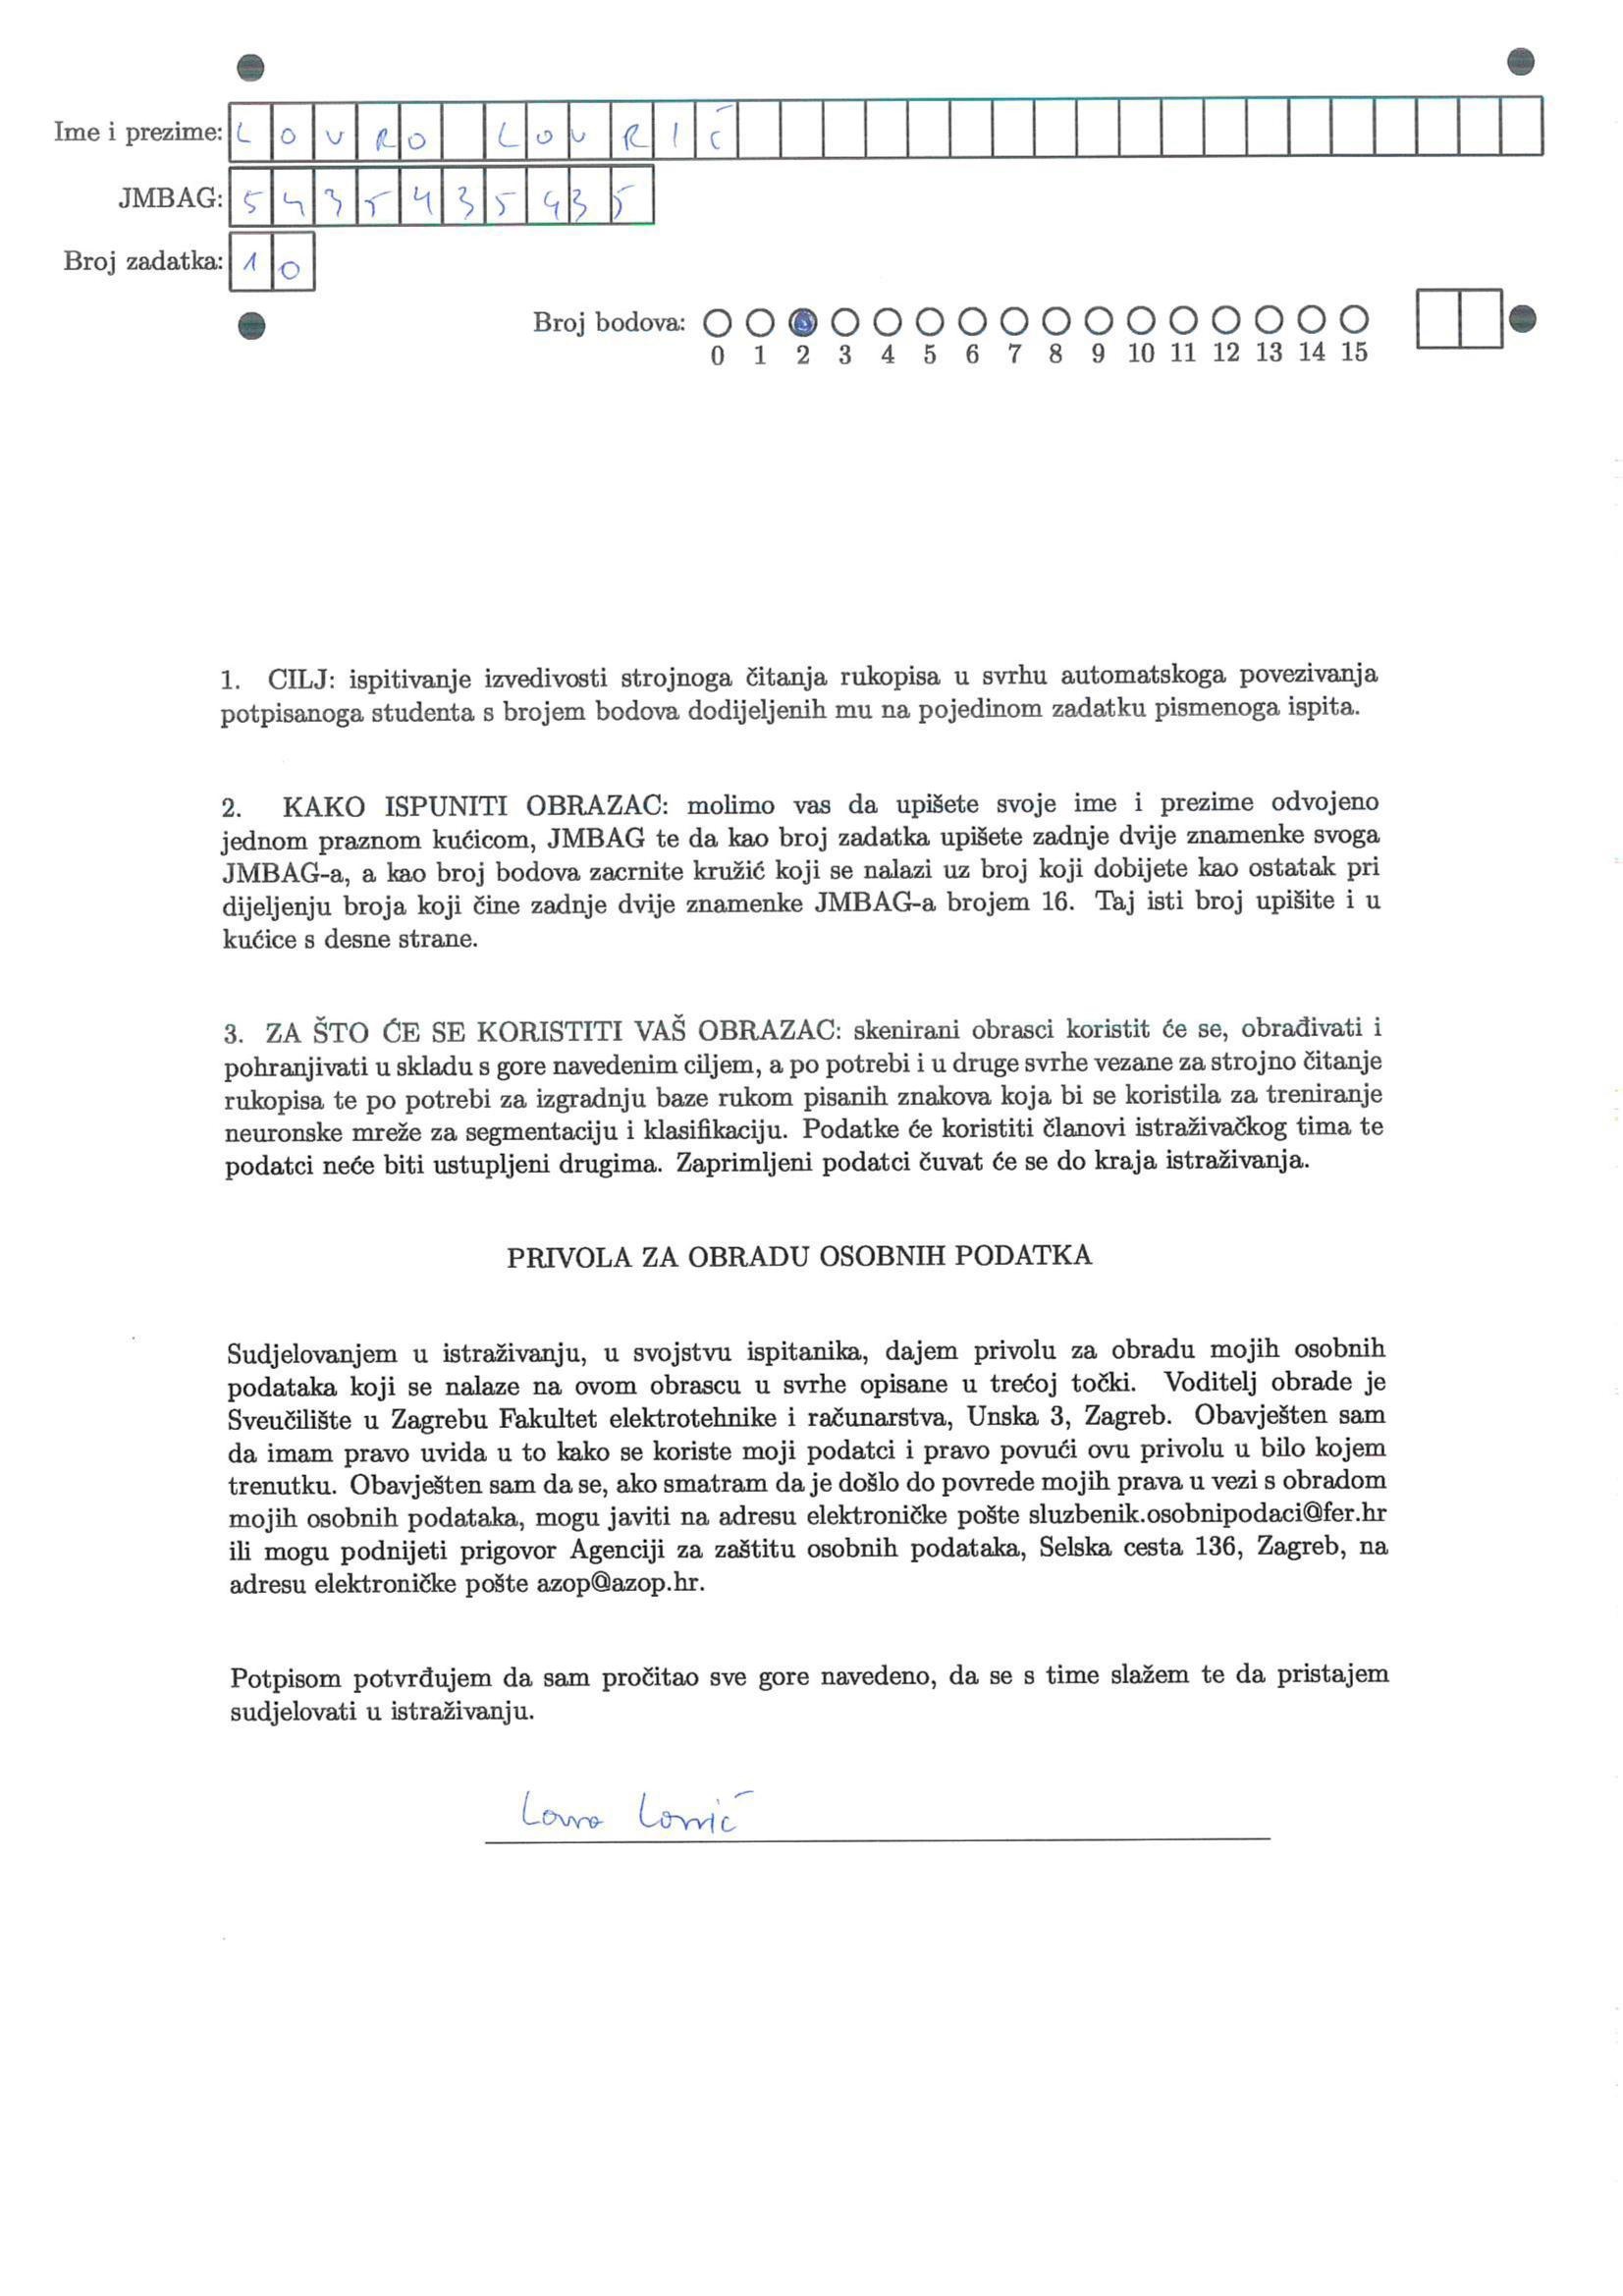 Ime i prezime: LOVRO LOVRIĆ
JMBAG: 5435435435
Broj zadatka: 10
Broj bodova:
0 1 2 3 4 5 6 7 8 9 10 11 12 13 14 15
1. CILJ: ispitivanje izvedivosti strojnoga čitanja rukopisa u svrhu automatskoga povezivanja
potpisanoga studenta s brojem bodova dodijeljenih mu na pojedinom zadatku pismenoga ispita.
2. KAKO ISPUNITI OBRAZAC: molimo vas da upišete svoje ime i prezime odvojeno
jednom praznom kućicom, JMBAG te da kao broj zadatka upišete zadnje dvije znamenke svoga
JMBAG-a, a kao broj bodova zacrnite kružić koji se nalazi uz broj koji dobijete kao ostatak pri
dijeljenju broja koji čine zadnje dvije znamenke JMBAG-a brojem 16. Taj isti broj upišite i u
kućice s desne strane.
3. ZA ŠTO ĆE SE KORISTITI VAŠ OBRAZAC: skenirani obrasci koristit će se, obrađivati i
pohranjivati u skladu s gore navedenim ciljem, a po potrebi i u druge svrhe vezane za strojno čitanje
rukopisa te po potrebi za izgradnju baze rukom pisanih znakova koja bi se koristila za treniranje
neuronske mreže za segmentaciju i klasifikaciju. Podatke će koristiti članovi istraživačkog tima te
podatci neće biti ustupljeni drugima. Zaprimljeni podatci čuvat će se do kraja istraživanja.
PRIVOLA ZA OBRADU OSOBNIH PODATKA
Sudjelovanjem u istraživanju, u svojstvu ispitanika, dajem privolu za obradu mojih osobnih
podataka koji se nalaze na ovom obrascu u svrhe opisane u trećoj točki. Voditelj obrade je
Sveučilište u Zagrebu Fakultet elektrotehnike i računarstva, Unska 3, Zagreb. Obavješten sam
da imam pravo uvida u to kako se koriste moji podatci i pravo povući ovu privolu u bilo kojem
trenutku. Obavješten sam da se, ako smatram da je došlo do povrede mojih prava u vezi s obradom
mojih osobnih podataka, mogu javiti na adresu elektroničke pošte sluzbenik.osobnipodaci@fer.hr
ili mogu podnijeti prigovor Agenciji za zaštitu osobnih podataka, Selska cesta 136, Zagreb, na
adresu elektroničke pošte azop@azop.hr.
Potpisom potvrđujem da sam pročitao sve gore navedeno, da se s time slažem te da pristajem
sudjelovati u istraživanju.
Lovro Lovrić